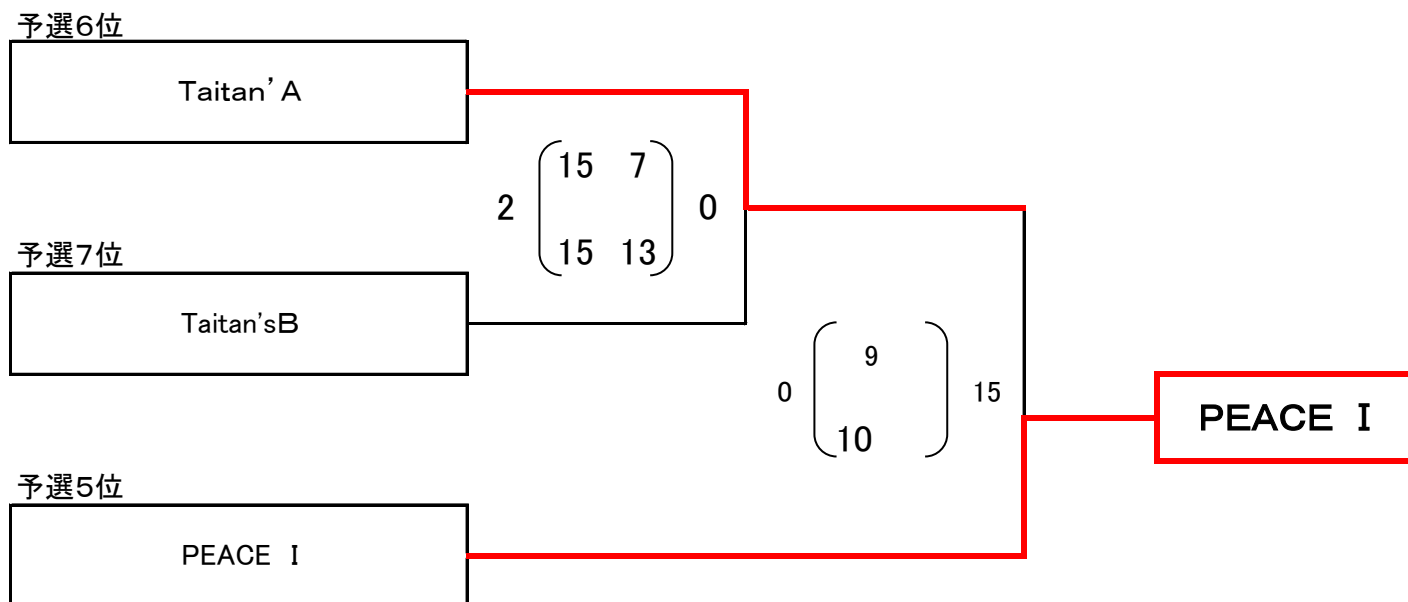 予選6位
Taitan’A
15 7
2 0
15 13
予選7位
Taitan'sB
9
0 15
10
PEACE I
予選5位
PEACE I